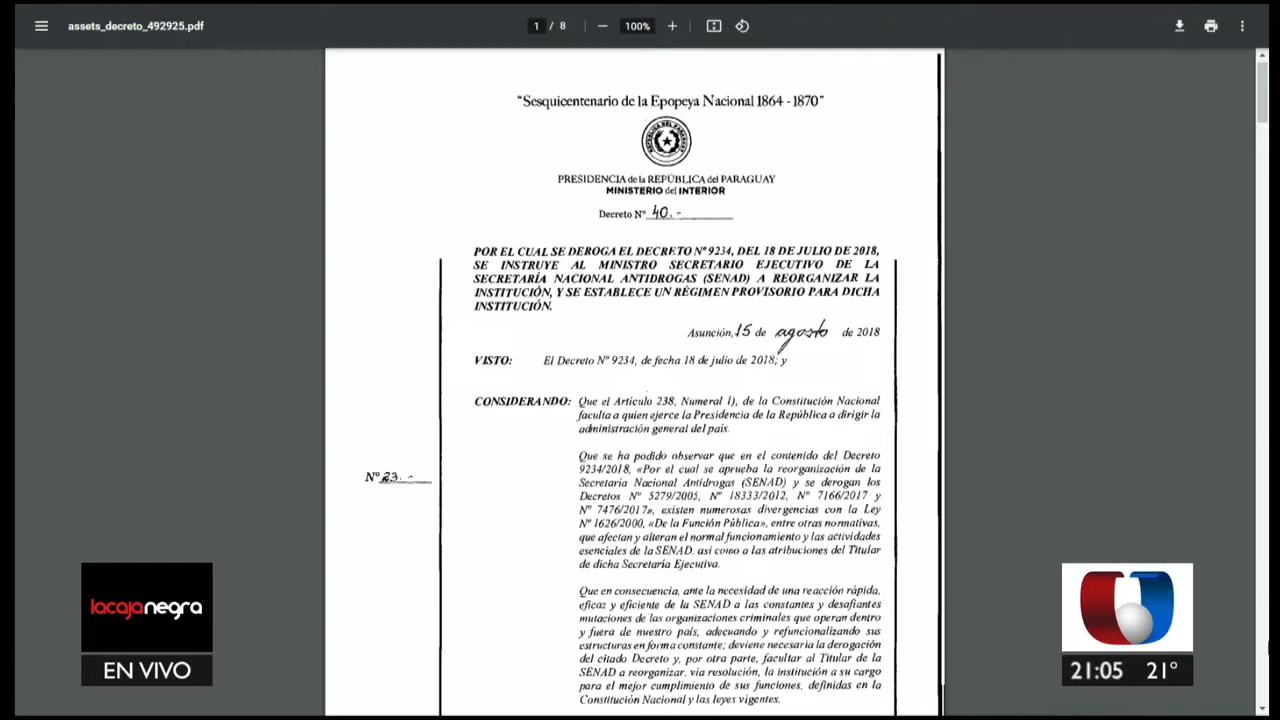 assets_decreto_492925.pdf
1 / 8
100%
"Sesquicentenario de la Epopeya Nacional 1864 - 1870"
REPÚBLICA DEL PARAGUAY
PRESIDENCIA de la REPÚBLICA del PARAGUAY
MINISTERIO del INTERIOR
Decreto Nº 40.-
POR EL CUAL SE DEROGA EL DECRETO Nº 9234, DEL 18 DE JULIO DE 2018,
SE INSTRUYE AL MINISTRO SECRETARIO EJECUTIVO DE LA
SECRETARÍA NACIONAL ANTIDROGAS (SENAD) A REORGANIZAR LA
INSTITUCIÓN, Y SE ESTABLECE UN RÉGIMEN PROVISORIO PARA DICHA
INSTITUCIÓN.
Asunción, 15 de agosto de 2018
VISTO: El Decreto Nº 9234, de fecha 18 de julio de 2018; y
CONSIDERANDO: Que el Artículo 238, Numeral 1), de la Constitución Nacional
faculta a quien ejerce la Presidencia de la República a dirigir la
administración general del país.
Que se ha podido observar que en el contenido del Decreto
9234/2018, «Por el cual se aprueba la reorganización de la
Secretaría Nacional Antidrogas (SENAD) y se derogan los
Decretos Nº 5279/2005, Nº 18333/2012, Nº 7166/2017 y
Nº 7476/2017», existen numerosas divergencias con la Ley
Nº 1626/2000, «De la Función Pública», entre otras normativas,
que afectan y alteran el normal funcionamiento y las actividades
esenciales de la SENAD, así como a las atribuciones del Titular
de dicha Secretaría Ejecutiva.
Nº 23.-
Que en consecuencia, ante la necesidad de una reacción rápida,
eficaz y eficiente de la SENAD a las constantes y desafiantes
mutaciones de las organizaciones criminales que operan dentro
y fuera de nuestro país, adecuando y refuncionalizando sus
estructuras en forma constante; deviene necesaria la derogación
del citado Decreto y, por otra parte, facultar al Titular de la
SENAD a reorganizar, vía resolución, la institución a su cargo
para el mejor cumplimiento de sus funciones, definidas en la
Constitución Nacional y las leyes vigentes.
lacajanegra
EN VIVO
21:05 21°